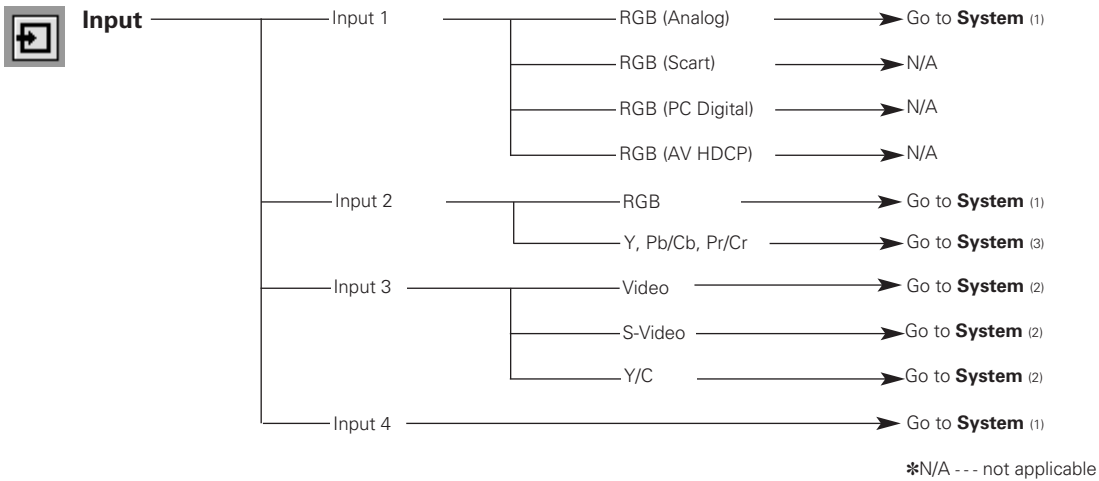 Input
Input 1
RGB (Analog)
Go to System (1)
RGB (Scart)
N/A
RGB (PC Digital)
N/A
RGB (AV HDCP)
N/A
Input 2
RGB
Go to System (1)
Y, Pb/Cb, Pr/Cr
Go to System (3)
Input 3
Video
Go to System (2)
S-Video
Go to System (2)
Y/C
Go to System (2)
Input 4
Go to System (1)
✽N/A - - - not applicable